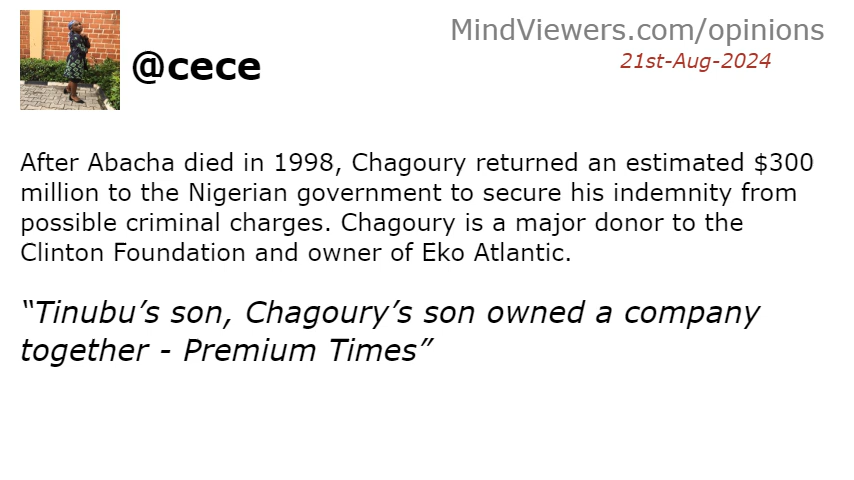 MindViewers.com/opinions
21st-Aug-2024
@cece
After Abacha died in 1998, Chagoury returned an estimated $300
million to the Nigerian government to secure his indemnity from
possible criminal charges. Chagoury is a major donor to the
Clinton Foundation and owner of Eko Atlantic.
“Tinubu’s son, Chagoury’s son owned a company
together - Premium Times”